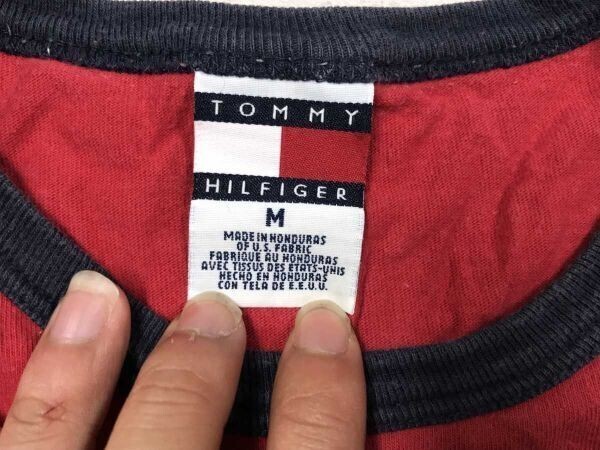 TOMMY
HILFIGER
M
MADE IN HONDURAS
OF U.S. FABRIC
FABRIQUE AU HONDURAS
AVEC TISSUS DES ETATS-UNIS
HECHO EN HONDURAS
CON TELA DE E.E.U.U.